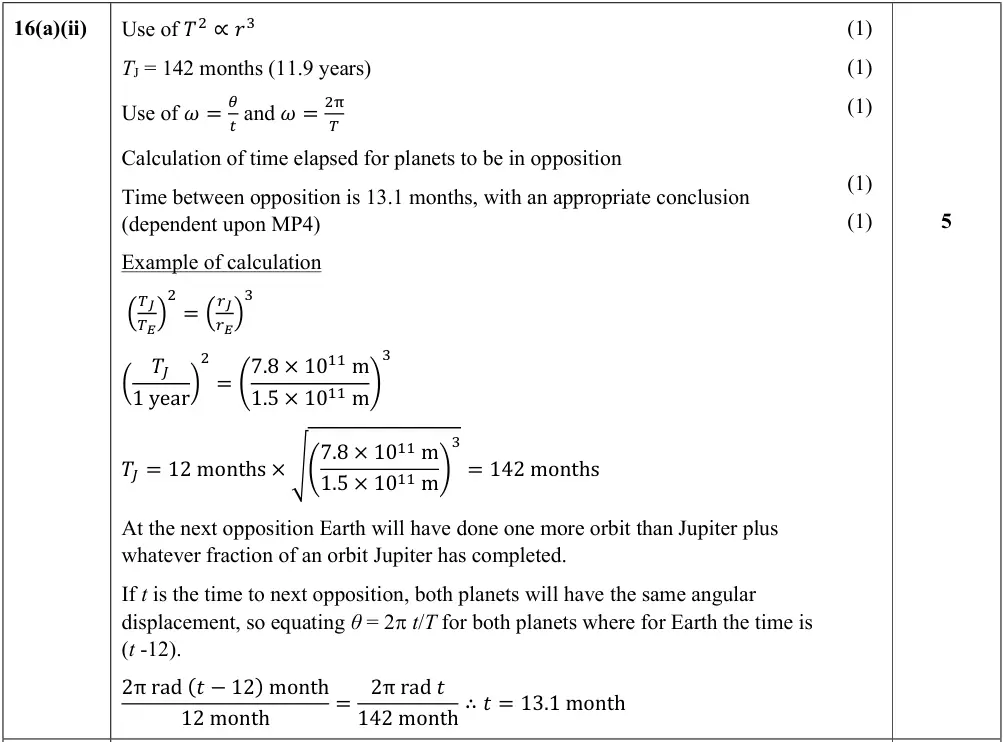 16(a)(ii) Use of T² ∝ r³ (1)
T_J = 142 months (11.9 years) (1)
Use of ω = θ/t and ω = 2π/T (1)
Calculation of time elapsed for planets to be in opposition
(1)
Time between opposition is 13.1 months, with an appropriate conclusion
(dependent upon MP4) (1) 5
Example of calculation
(T_J/T_E)² = (r_J/r_E)³
(T_J/1 year)² = (7.8 × 10¹¹ m/1.5 × 10¹¹ m)³
T_J = 12 months × √(7.8 × 10¹¹ m/1.5 × 10¹¹ m)³ = 142 months
At the next opposition Earth will have done one more orbit than Jupiter plus
whatever fraction of an orbit Jupiter has completed.
If t is the time to next opposition, both planets will have the same angular
displacement, so equating θ = 2π t/T for both planets where for Earth the time is
(t -12).
2π rad (t − 12) month/12 month = 2π rad t/142 month ∴ t = 13.1 month